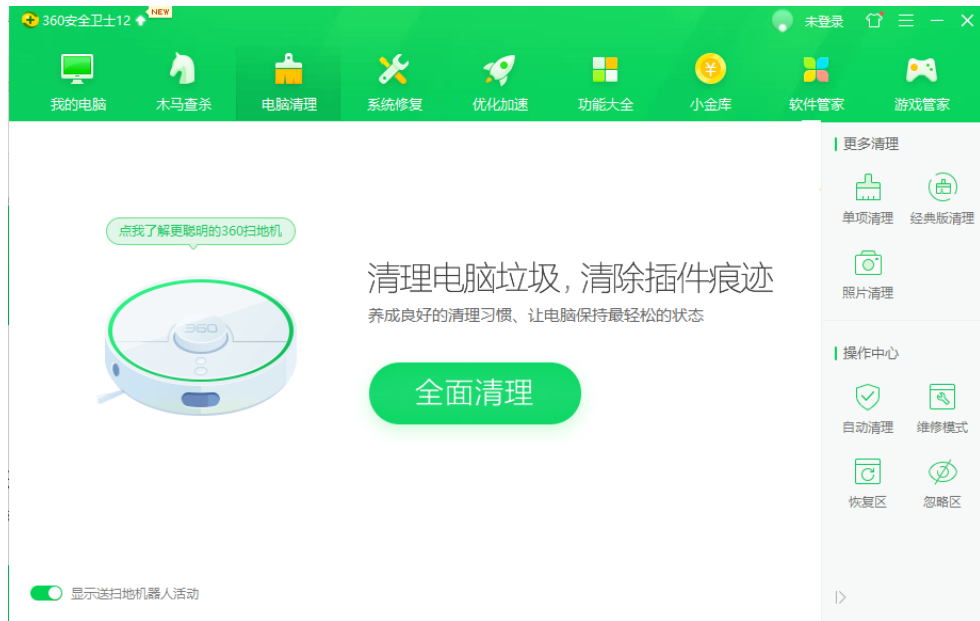 360安全卫士12
NEW
未登录
我的电脑
木马查杀
电脑清理
系统修复
优化加速
功能大全
小金库
软件管家
游戏管家
点我了解更聪明的360扫地机
360
清理电脑垃圾,清除插件痕迹
养成良好的清理习惯、让电脑保持最轻松的状态
全面清理
显示送扫地机器人活动
更多清理
单项清理
经典版清理
照片清理
操作中心
自动清理
维修模式
恢复区
忽略区